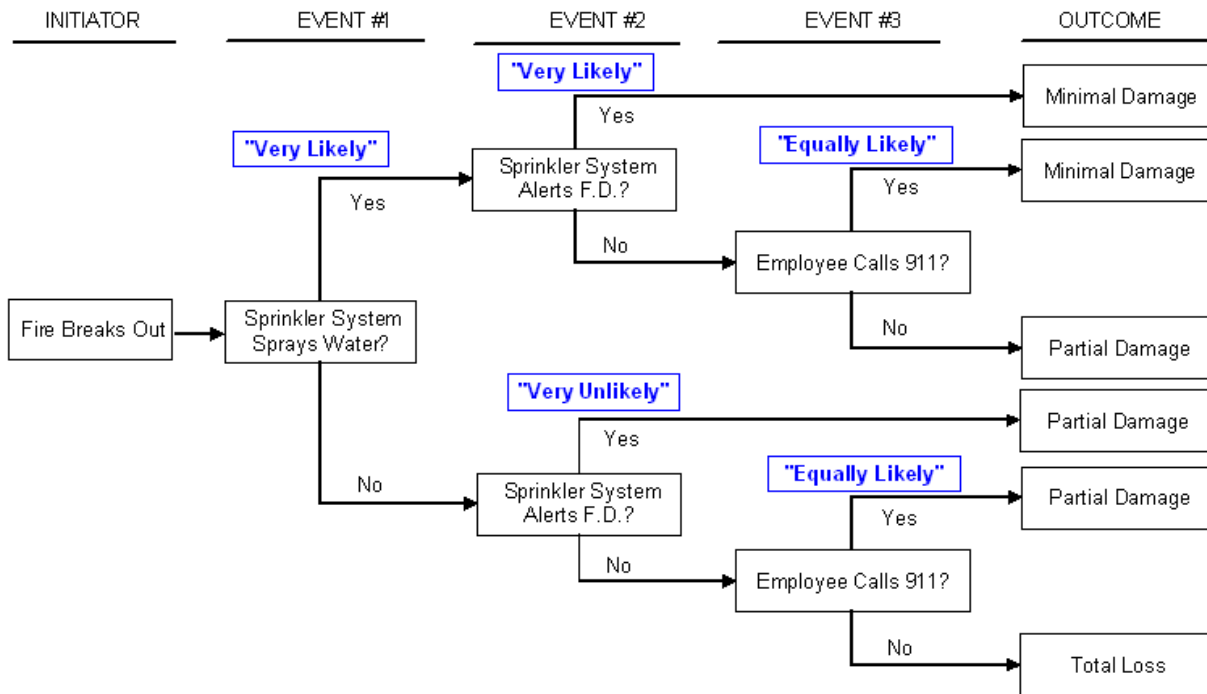 INITIATOR
EVENT #1
EVENT #2
EVENT #3
OUTCOME
"Very Likely"
Minimal Damage
Yes
"Very Likely"
"Equally Likely"
Sprinkler System
Alerts F.D.?
Minimal Damage
Yes
Yes
No
Employee Calls 911?
Fire Breaks Out
Sprinkler System
Sprays Water?
No
Partial Damage
"Very Unlikely"
Partial Damage
Yes
"Equally Likely"
No
Sprinkler System
Alerts F.D.?
Partial Damage
Yes
No
Employee Calls 911?
No
Total Loss